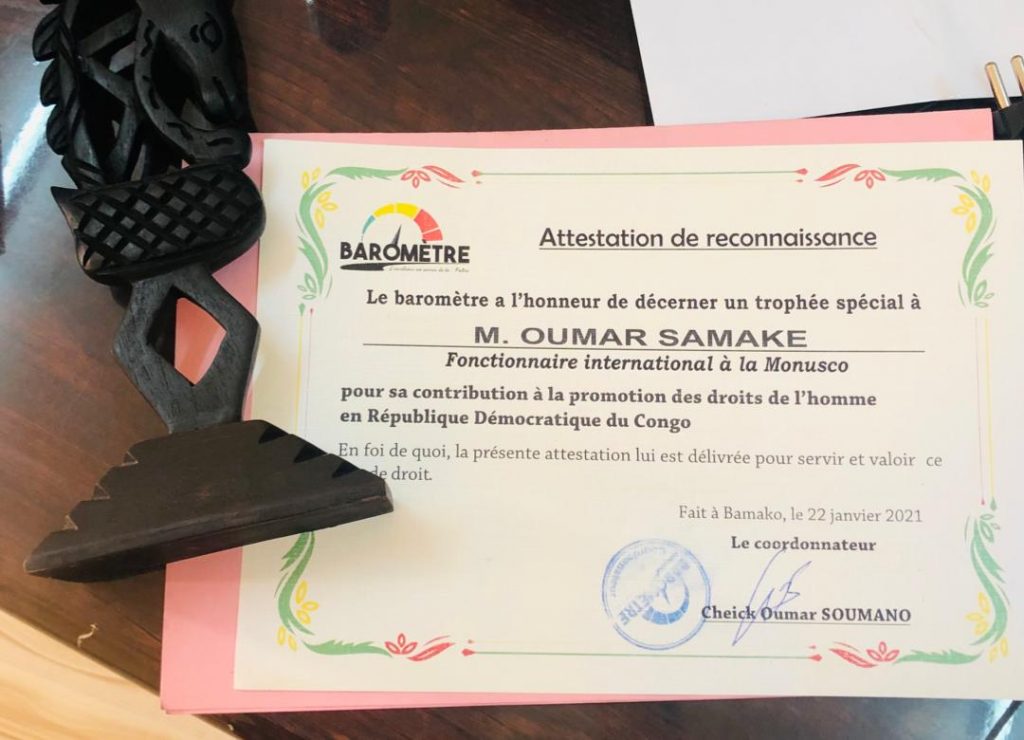 BAROMÈTRE
Attestation de reconnaissance
Le baromètre a l'honneur de décerner un trophée spécial à
M. OUMAR SAMAKE
Fonctionnaire international à la Monusco
pour sa contribution à la promotion des droits de l'homme
en République Démocratique du Congo
En foi de quoi, la présente attestation lui est délivrée pour servir et valoir ce
de droit.
Fait à Bamako, le 22 janvier 2021
Le coordonnateur
Cheick Oumar SOUMANO